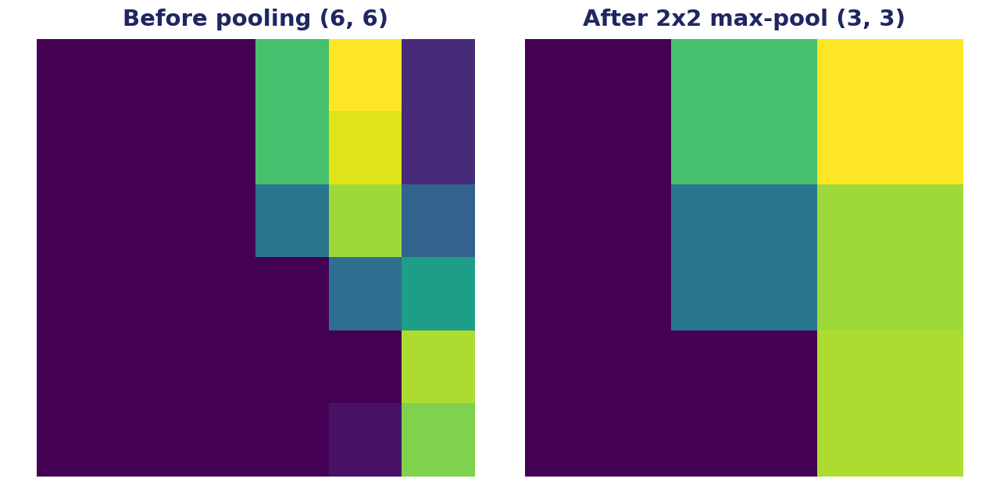 Before pooling (6, 6)
After 2x2 max-pool (3, 3)